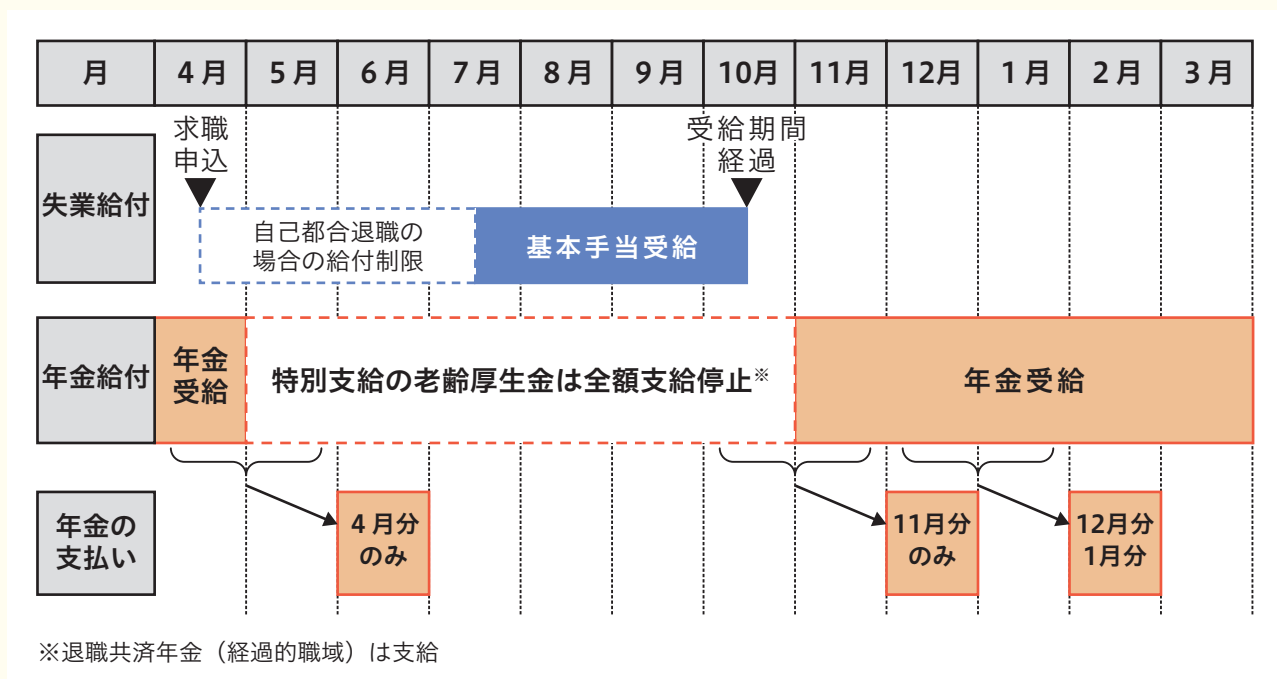 月 4月 5月 6月 7月 8月 9月 10月 11月 12月 1月 2月 3月
失業給付
求職
申込
受給期間
経過
自己都合退職の
場合の給付制限
基本手当受給
年金給付
年金
受給
特別支給の老齢厚生金は全額支給停止※
年金受給
年金の
支払い
4月分
のみ
11月分
のみ
12月分
1月分
※退職共済年金（経過的職域）は支給